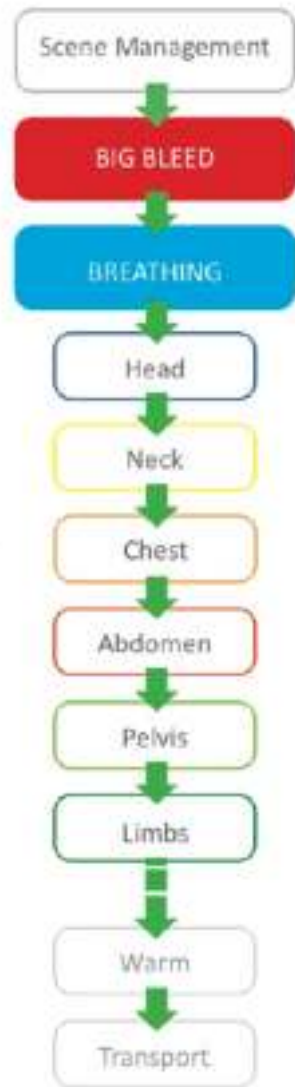 Scene Management
BIG BLEED
BREATHING
Head
Neck
Chest
Abdomen
Pelvis
Limbs
Warm
Transport